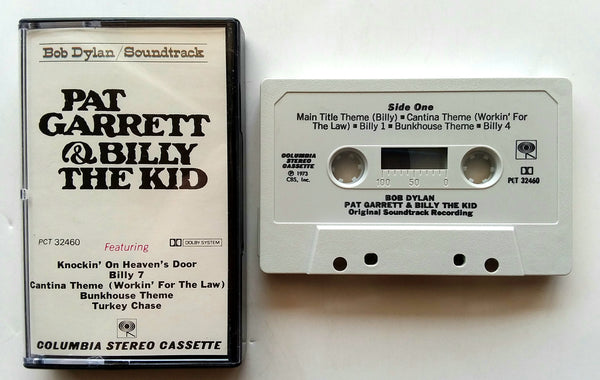 Bob Dylan/Soundtrack
PAT
GARRETT
& BILLY
THE KID
PCT 32460
Featuring
DOLBY SYSTEM
Knockin' On Heaven's Door
Billy 7
Cantina Theme (Workin' For The Law)
Bunkhouse Theme
Turkey Chase
COLUMBIA STEREO CASSETTE
Side One
Main Title Theme (Billy) ■ Cantina Theme (Workin' For
The Law) ■ Billy 1 ■ Bunkhouse Theme ■ Billy 4
COLUMBIA
STEREO
CASSETTE
℗ 1973
CBS, Inc.
100 50 0
PCT 32460
BOB DYLAN
PAT GARRETT & BILLY THE KID
Original Soundtrack Recording